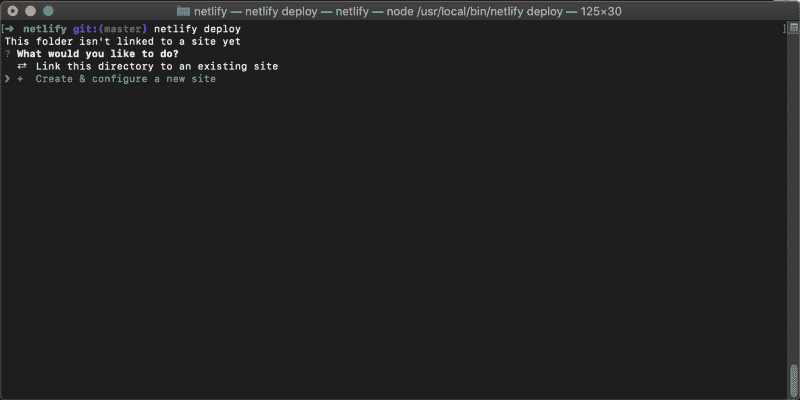 netlify — netlify deploy — netlify — node /usr/local/bin/netlify deploy — 125×30
[➜  netlify git:(master) netlify deploy ]
This folder isn't linked to a site yet
? What would you like to do?
⇄  Link this directory to an existing site
❯ +  Create & configure a new site